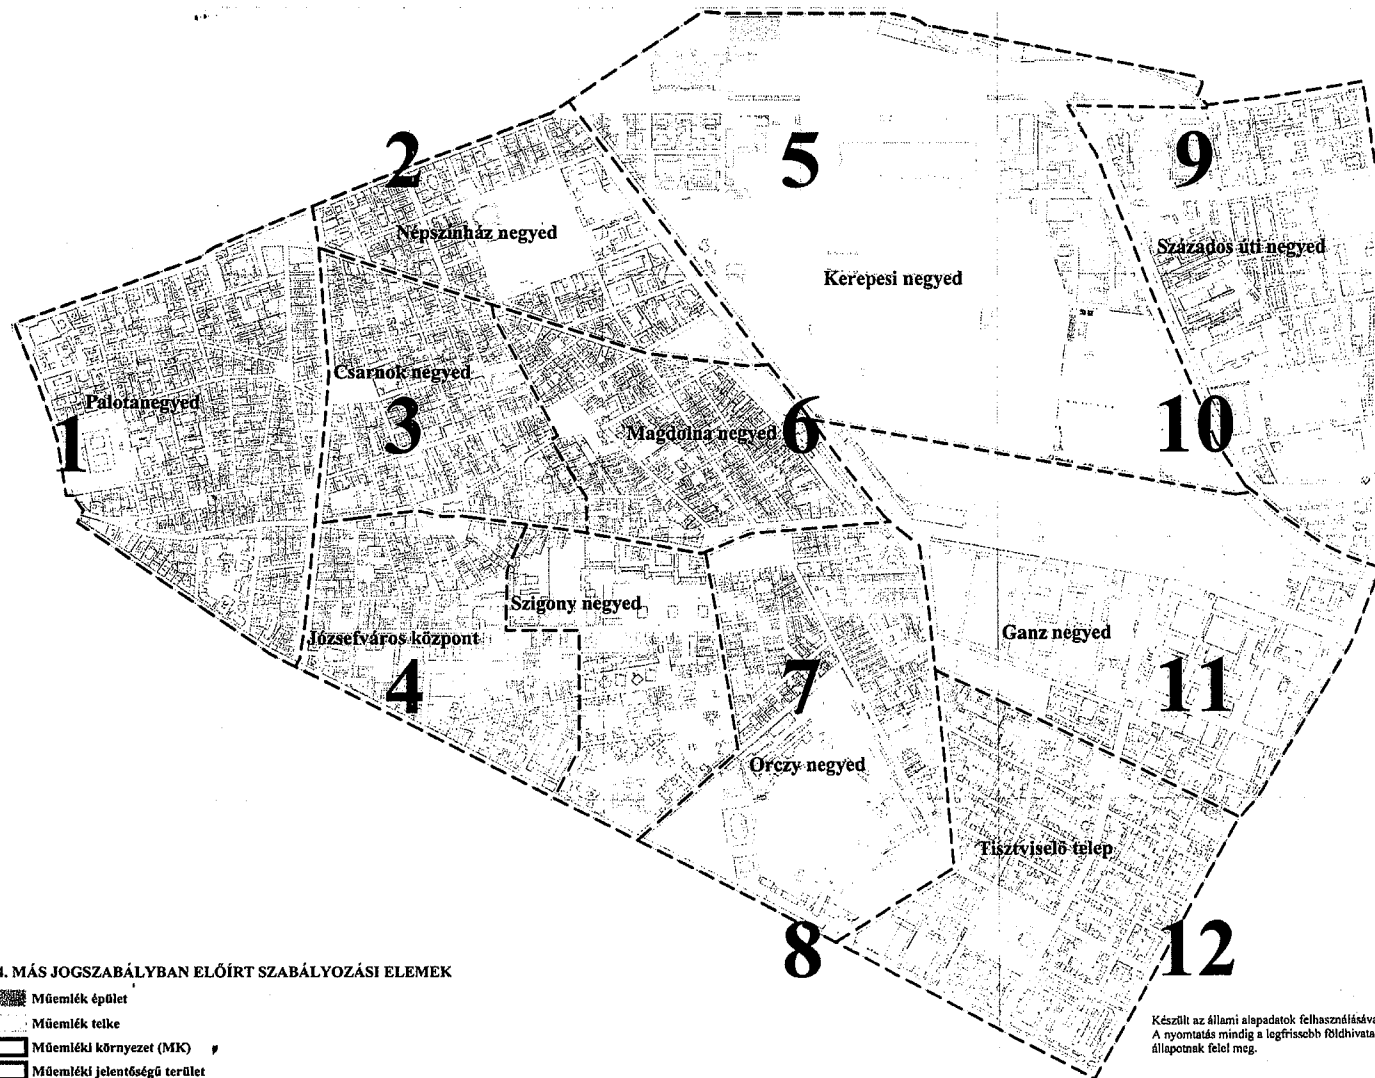 2
5
9
Népszínház negyed
Százados úti negyed
Kerepesi negyed
Csarnok negyed
Palotanegyed
1
3
Magdolna negyed
6
10
Szigony negyed
Józsefváros központ
Ganz negyed
4
7
11
Orczy negyed
Tisztviselő telep
8
12
4. MÁS JOGSZABÁLYBAN ELŐÍRT SZABÁLYOZÁSI ELEMEK
Műemlék épület
Műemlék telke
Műemléki környezet (MK)
Műemléki jelentőségű terület
Készült az állami alapadatok felhasználásáva
A nyomtatás mindig a legfrissebb földhivata
állapotnak felel meg.